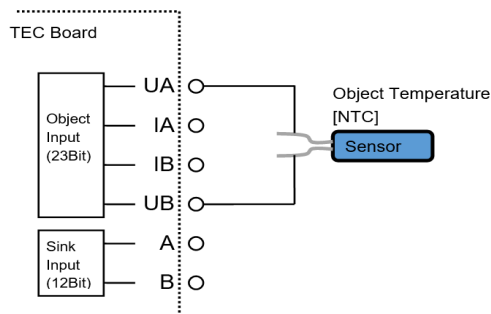 TEC Board
Object
Input
(23Bit)
UA
IA
IB
UB
Sink
Input
(12Bit)
A
B
Object Temperature
[NTC]
Sensor